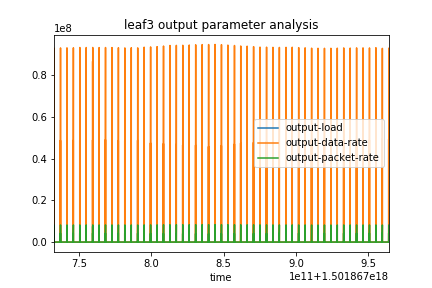 leaf3 output parameter analysis
1e8
0.8
0.6
0.4
0.2
0.0
output-load
output-data-rate
output-packet-rate
7.5 8.0 8.5 9.0 9.5
time
1e11+1.501867e18